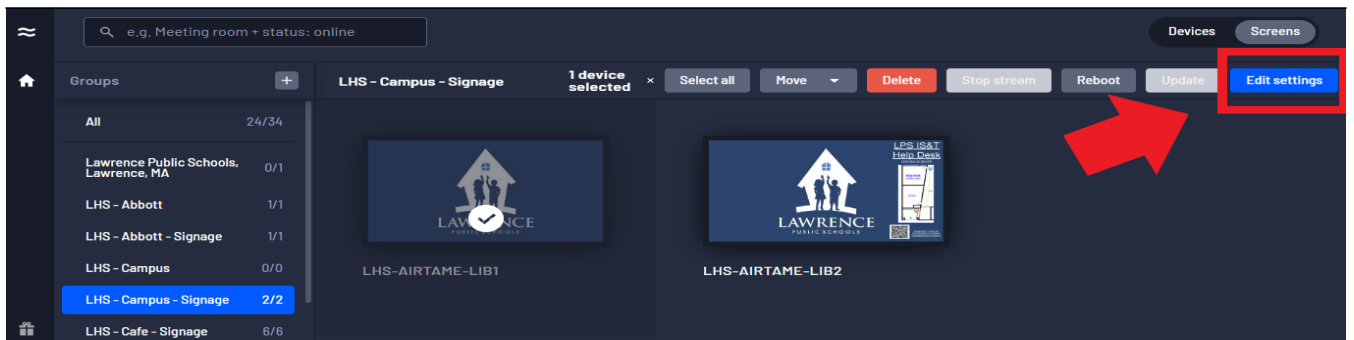 e.g. Meeting room + status: online
Devices
Screens
Groups
+
LHS - Campus - Signage
1 device
selected
×
Select all
Move
Delete
Stop stream
Reboot
Update
Edit settings
All
24/34
Lawrence Public Schools,
Lawrence, MA
0/1
LHS - Abbott
1/1
LHS - Abbott - Signage
1/1
LHS - Campus
0/0
LHS - Campus - Signage
2/2
LHS - Cafe - Signage
6/6
PUBLIC SCHOOLS
LHS-AIRTAME-LIB1
LPS IS&T
Help Desk
LAWRENCE
PUBLIC SCHOOLS
LHS-AIRTAME-LIB2